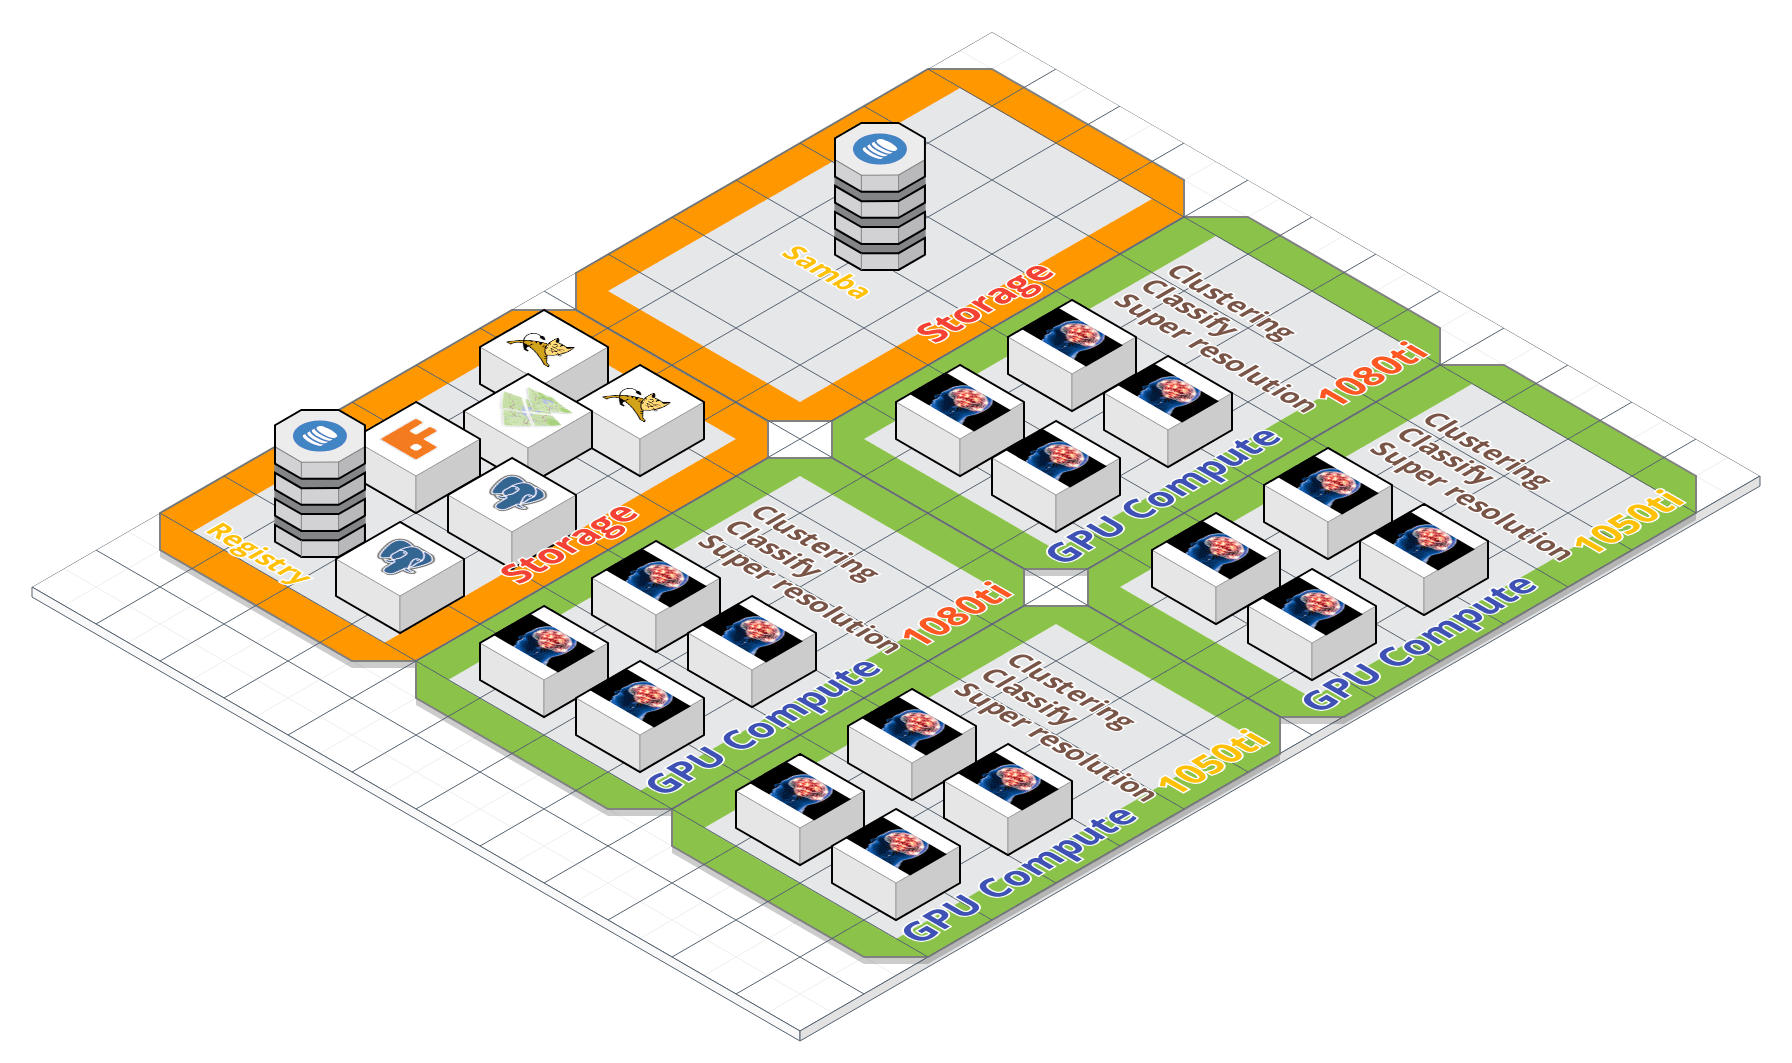 Samba
Storage
Registry
Storage
Clustering
Classify
Super resolution
1080ti
GPU Compute
Clustering
Classify
Super resolution
1050ti
GPU Compute
Clustering
Classify
Super resolution
1080ti
GPU Compute
Clustering
Classify
Super resolution
1050ti
GPU Compute